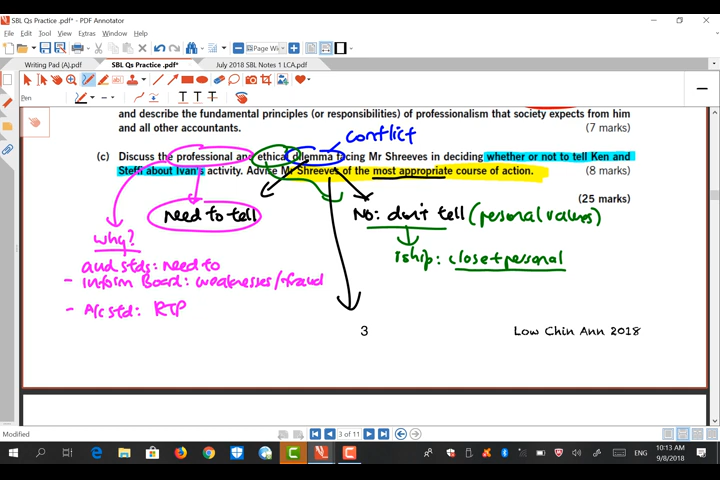 SBL Qs Practice .pdf* - PDF Annotator
File Edit Tool View Extras Window Help
Page Wi
Writing Pad (A).pdf
SBL Qs Practice .pdf*
July 2018 SBL Notes 1 LCA.pdf
Pen
and describe the fundamental principles (or responsibilities) of professionalism that society expects from him
and all other accountants. (7 marks)
conflict
(c) Discuss the professional and ethical dilemma facing Mr Shreeves in deciding whether or not to tell Ken and
Steff about Ivan's activity. Advise Mr Shreeves of the most appropriate course of action. (8 marks)
(25 marks)
need to tell
No: don't tell (personal values)
why?
r'ship: close + personal
aud stds: need to
- inform Board: weaknesses/fraud
- A/c std: RTP
3
Low Chin Ann 2018
Modified
3 of 11
10:13 AM
9/8/2018